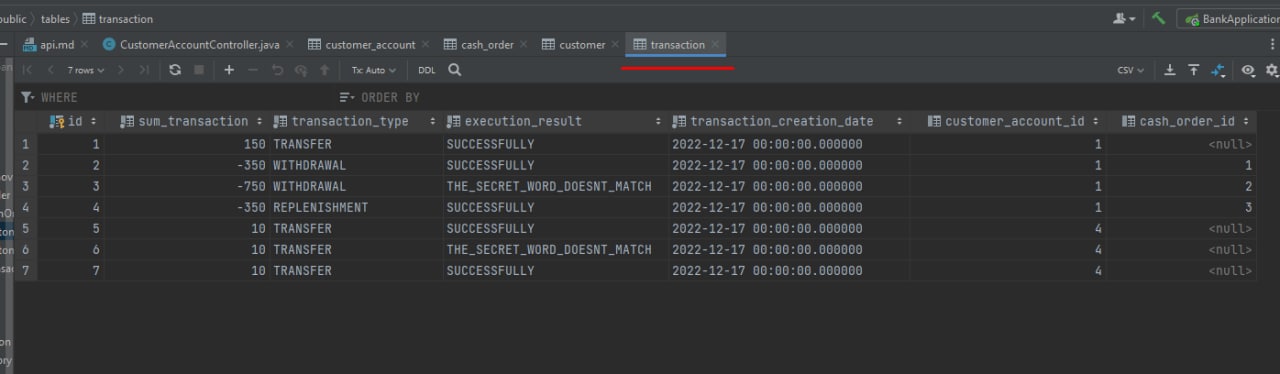 public tables transaction BankApplication
api.md CustomerAccountController.java customer_account cash_order customer transaction
7 rows Tx: Auto DDL CSV
WHERE ORDER BY
id sum_transaction transaction_type execution_result transaction_creation_date customer_account_id cash_order_id
1 1 150 TRANSFER SUCCESSFULLY 2022-12-17 00:00:00.000000 1 <null>
2 2 -350 WITHDRAWAL SUCCESSFULLY 2022-12-17 00:00:00.000000 1 1
3 3 -750 WITHDRAWAL THE_SECRET_WORD_DOESNT_MATCH 2022-12-17 00:00:00.000000 1 2
4 4 -350 REPLENISHMENT SUCCESSFULLY 2022-12-17 00:00:00.000000 1 3
5 5 10 TRANSFER SUCCESSFULLY 2022-12-17 00:00:00.000000 4 <null>
6 6 10 TRANSFER THE_SECRET_WORD_DOESNT_MATCH 2022-12-17 00:00:00.000000 4 <null>
7 7 10 TRANSFER SUCCESSFULLY 2022-12-17 00:00:00.000000 4 <null>